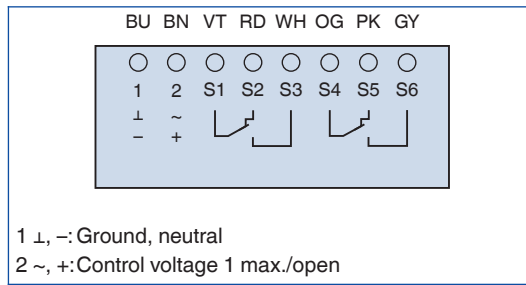 BU BN VT RD WH OG PK GY
1 2 S1 S2 S3 S4 S5 S6
⊥ ~
– +
1 ⊥, –: Ground, neutral
2 ~, +: Control voltage 1 max./open